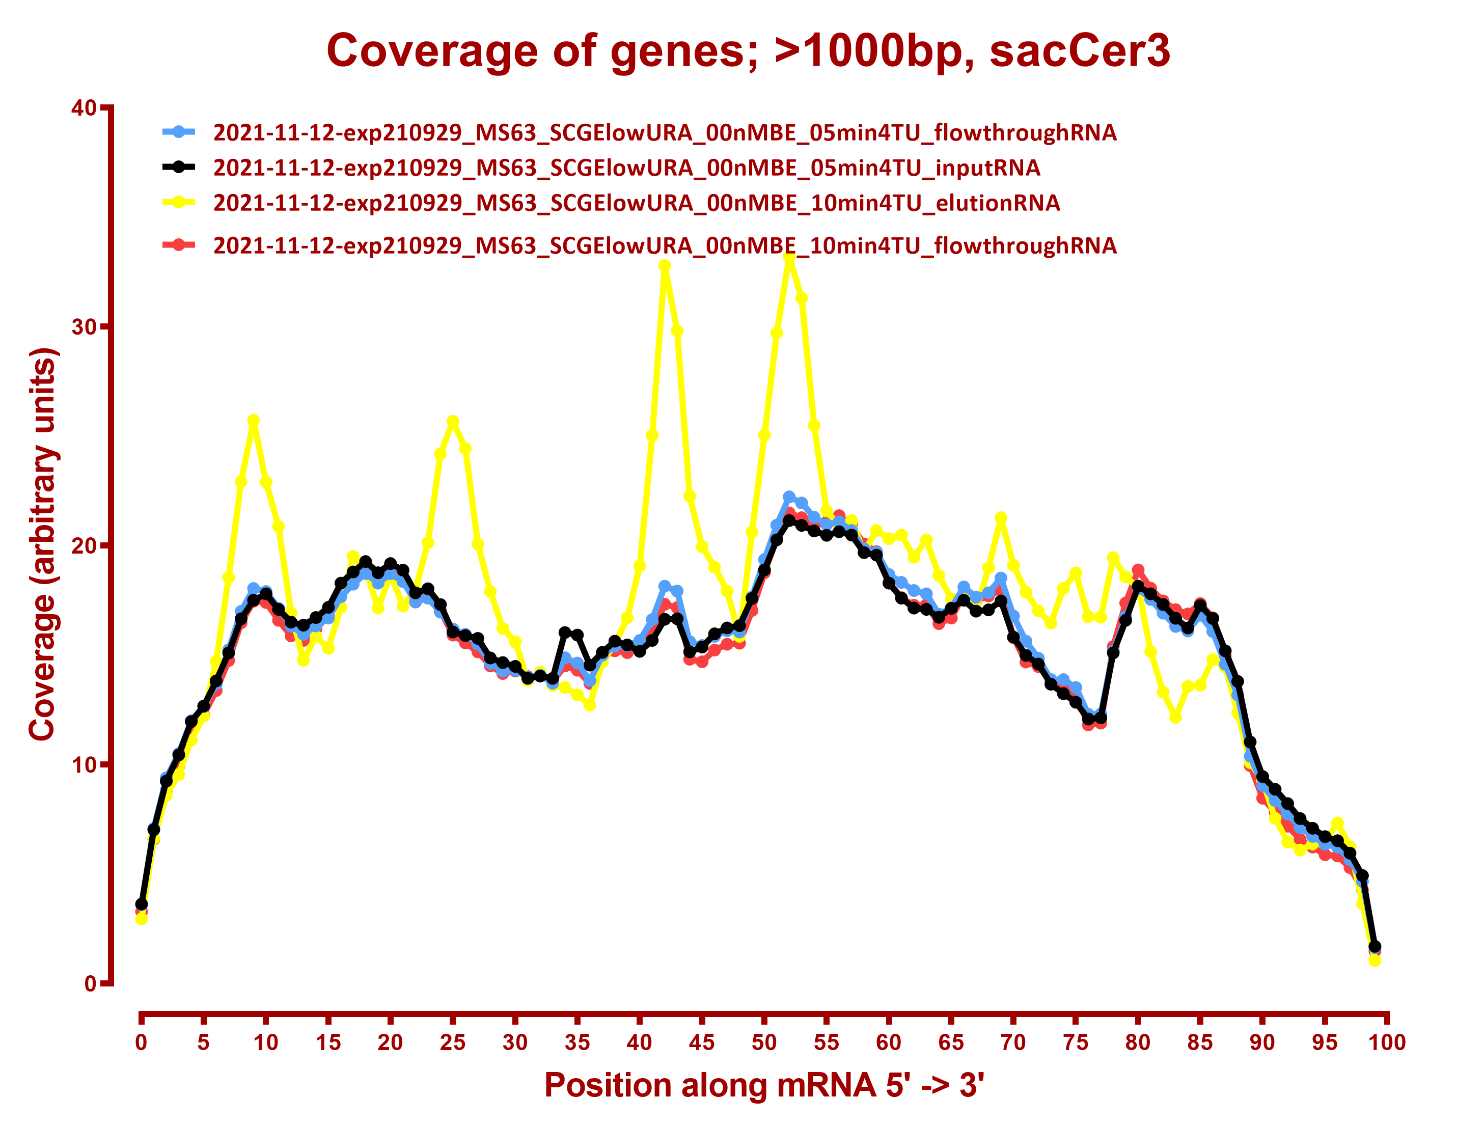 Coverage of genes; >1000bp, sacCer3
40
2021-11-12-exp210929_MS63_SCGElowURA_00nMBE_05min4TU_flowthroughRNA
2021-11-12-exp210929_MS63_SCGElowURA_00nMBE_05min4TU_inputRNA
2021-11-12-exp210929_MS63_SCGElowURA_00nMBE_10min4TU_elutionRNA
2021-11-12-exp210929_MS63_SCGElowURA_00nMBE_10min4TU_flowthroughRNA
30
Coverage (arbitrary units)
20
10
0
0 5 10 15 20 25 30 35 40 45 50 55 60 65 70 75 80 85 90 95 100
Position along mRNA 5' -> 3'